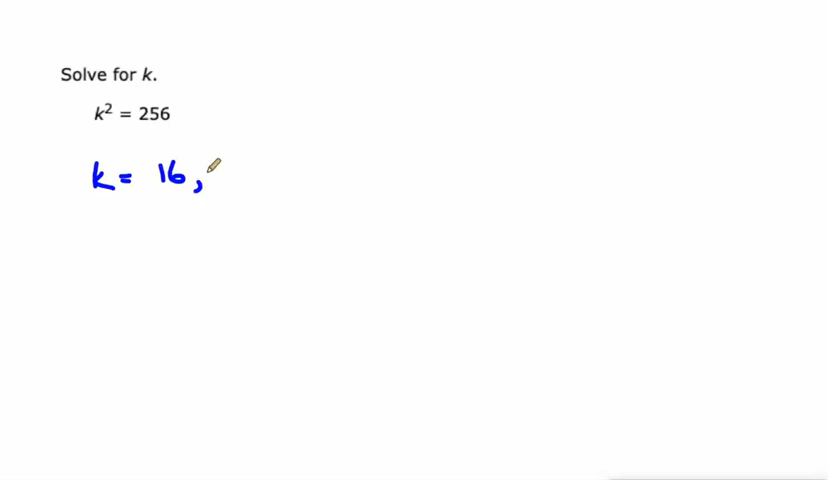 Solve for k.
k² = 256
k = 16,